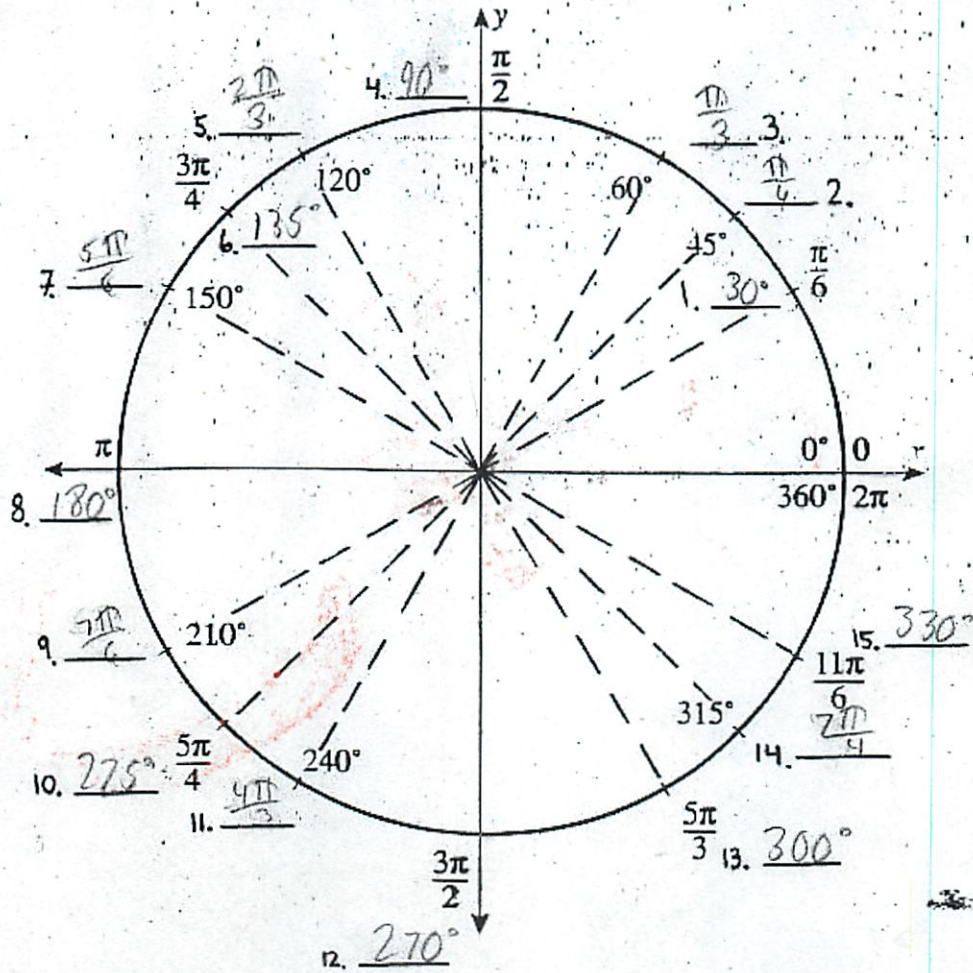 y
4. 90° π/2
5. 2π/3
π/3 3.
3π/4 120° 60° π/4 2.
6. 135° 45°
7. 5π/6 150° 1. 30° π/6
π 0° 0
8. 180° 360° 2π
9. 7π/6 210° 15. 330°
11π/6
315° 14. 7π/4
10. 225° 5π/4 240°
11. 4π/3
5π/3 13. 300°
3π/2
12. 270°